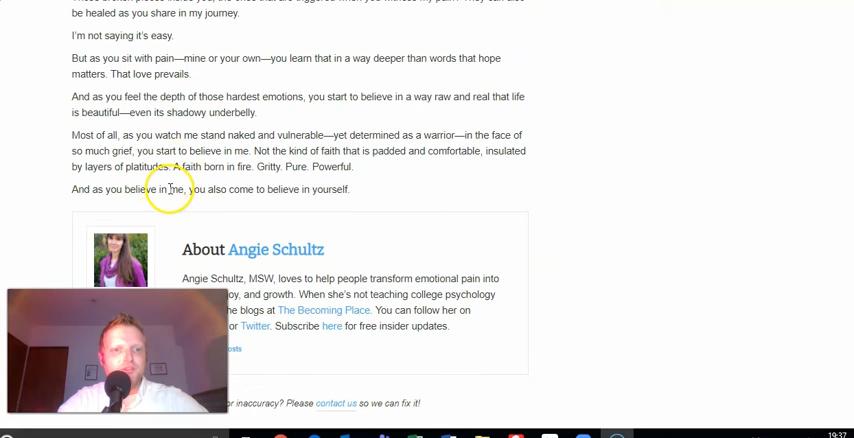 be healed as you share in my journey.
I'm not saying it's easy.
But as you sit with pain—mine or your own—you learn that in a way deeper than words that hope
matters. That love prevails.
And as you feel the depth of those hardest emotions, you start to believe in a way raw and real that life
is beautiful—even its shadowy underbelly.
Most of all, as you watch me stand naked and vulnerable—yet determined as a warrior—in the face of
so much grief, you start to believe in me. Not the kind of faith that is padded and comfortable, insulated
by layers of platitudes. A faith born in fire. Gritty. Pure. Powerful.
And as you believe in me, you also come to believe in yourself.
About Angie Schultz
Angie Schultz, MSW, loves to help people transform emotional pain into
oy, and growth. When she's not teaching college psychology
he blogs at The Becoming Place. You can follow her on
or Twitter. Subscribe here for free insider updates.
osts
or inaccuracy? Please contact us so we can fix it!
19:37